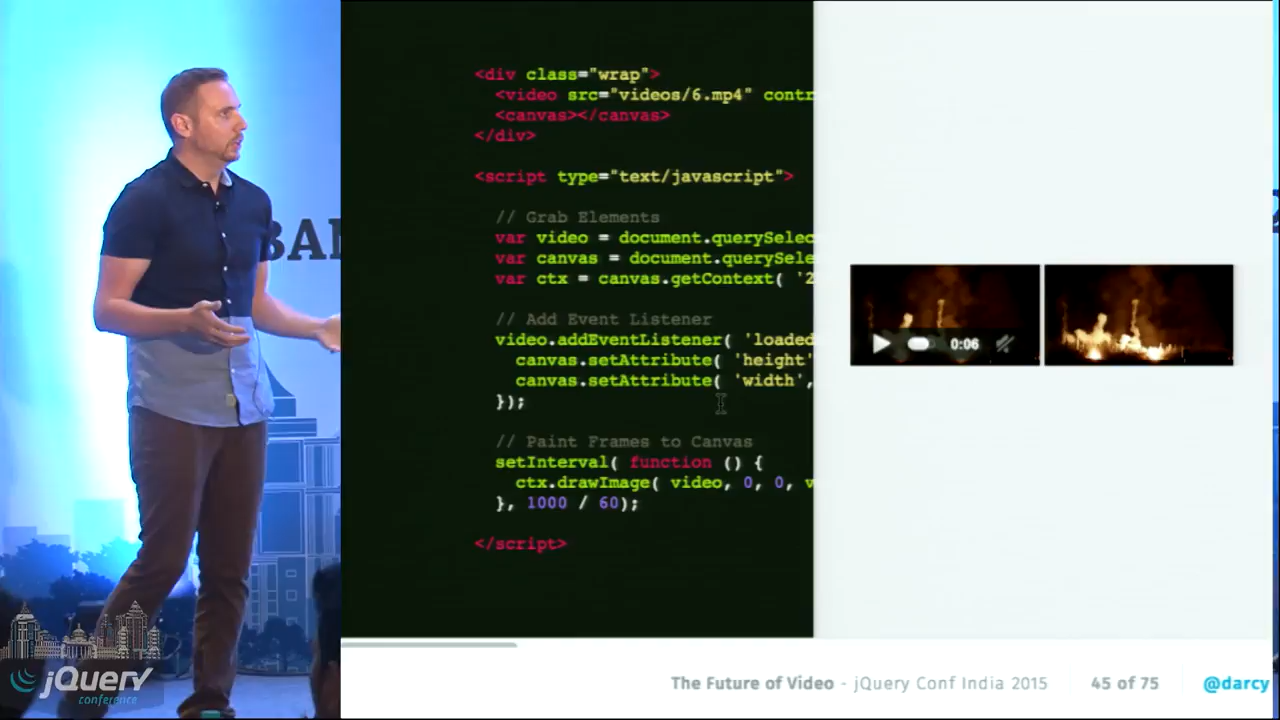 <div class="wrap">
<video src="videos/6.mp4" contr
<canvas></canvas>
</div>
<script type="text/javascript">
// Grab Elements
var video = document.querySelec
var canvas = document.querySele
var ctx = canvas.getContext( '2
// Add Event Listener
video.addEventListener( 'loaded
canvas.setAttribute( 'height'
canvas.setAttribute( 'width',
});
// Paint Frames to Canvas
setInterval( function () {
ctx.drawImage( video, 0, 0, v
}, 1000 / 60);
</script>
BAN
0:06
The Future of Video - jQuery Conf India 2015 45 of 75 @darcy
jQuery
conference